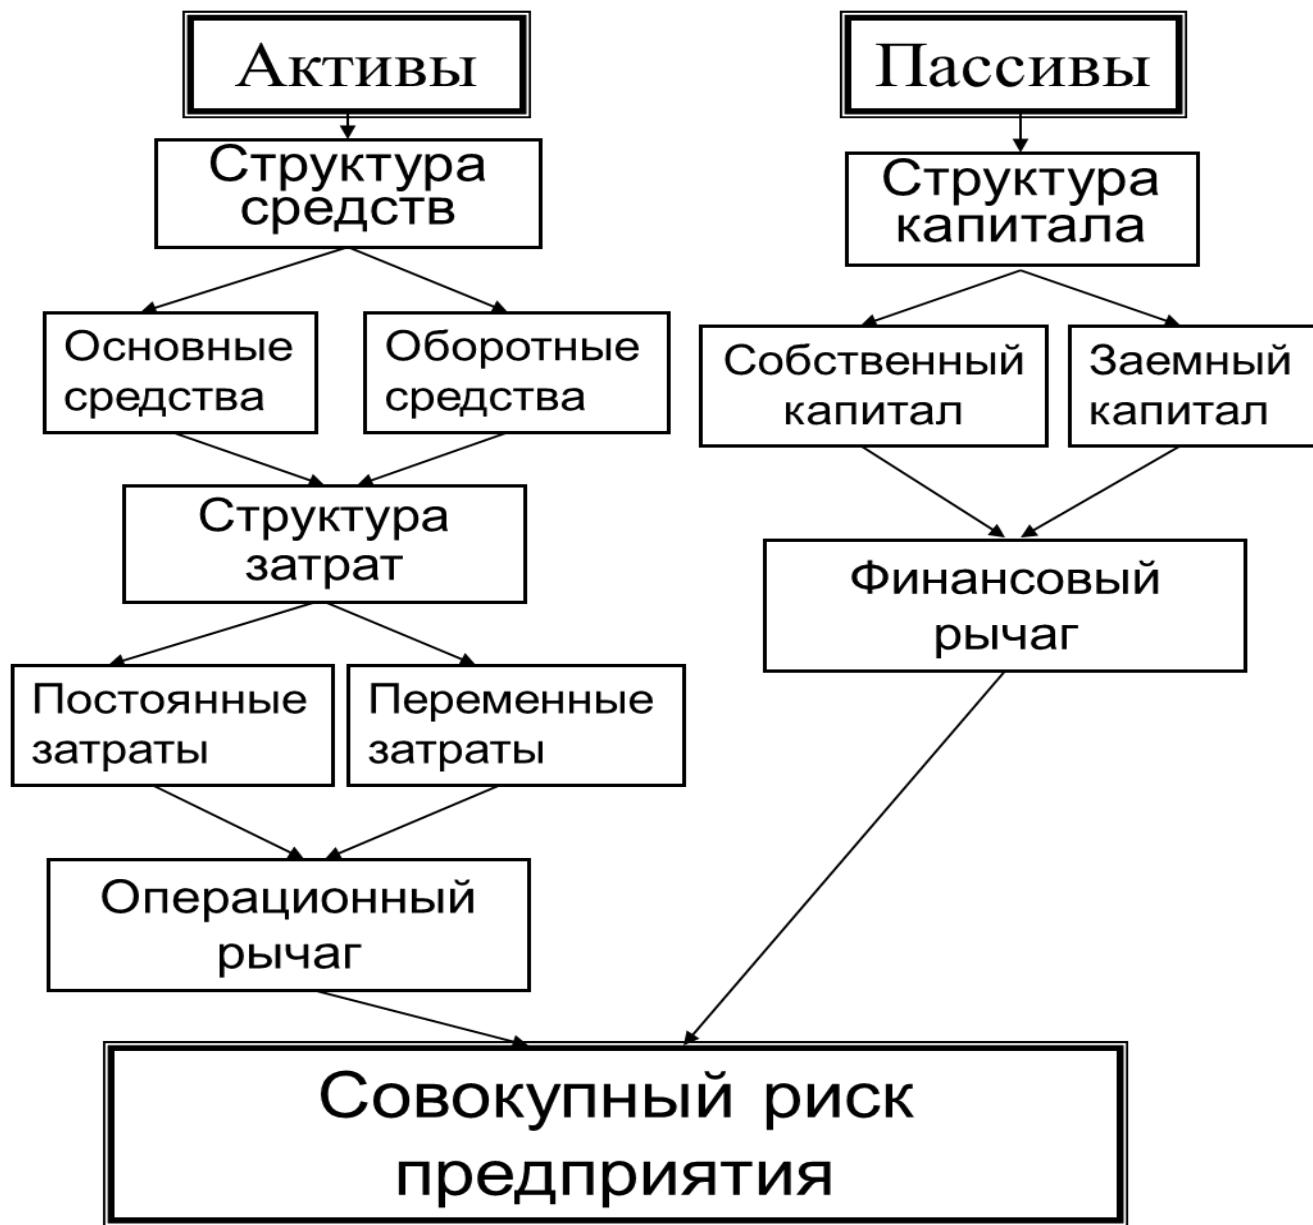 Активы
Пассивы
Структура
средств
Структура
капитала
Основные
средства
Оборотные
средства
Собственный
капитал
Заемный
капитал
Структура
затрат
Финансовый
рычаг
Постоянные
затраты
Переменные
затраты
Операционный
рычаг
Совокупный риск
предприятия